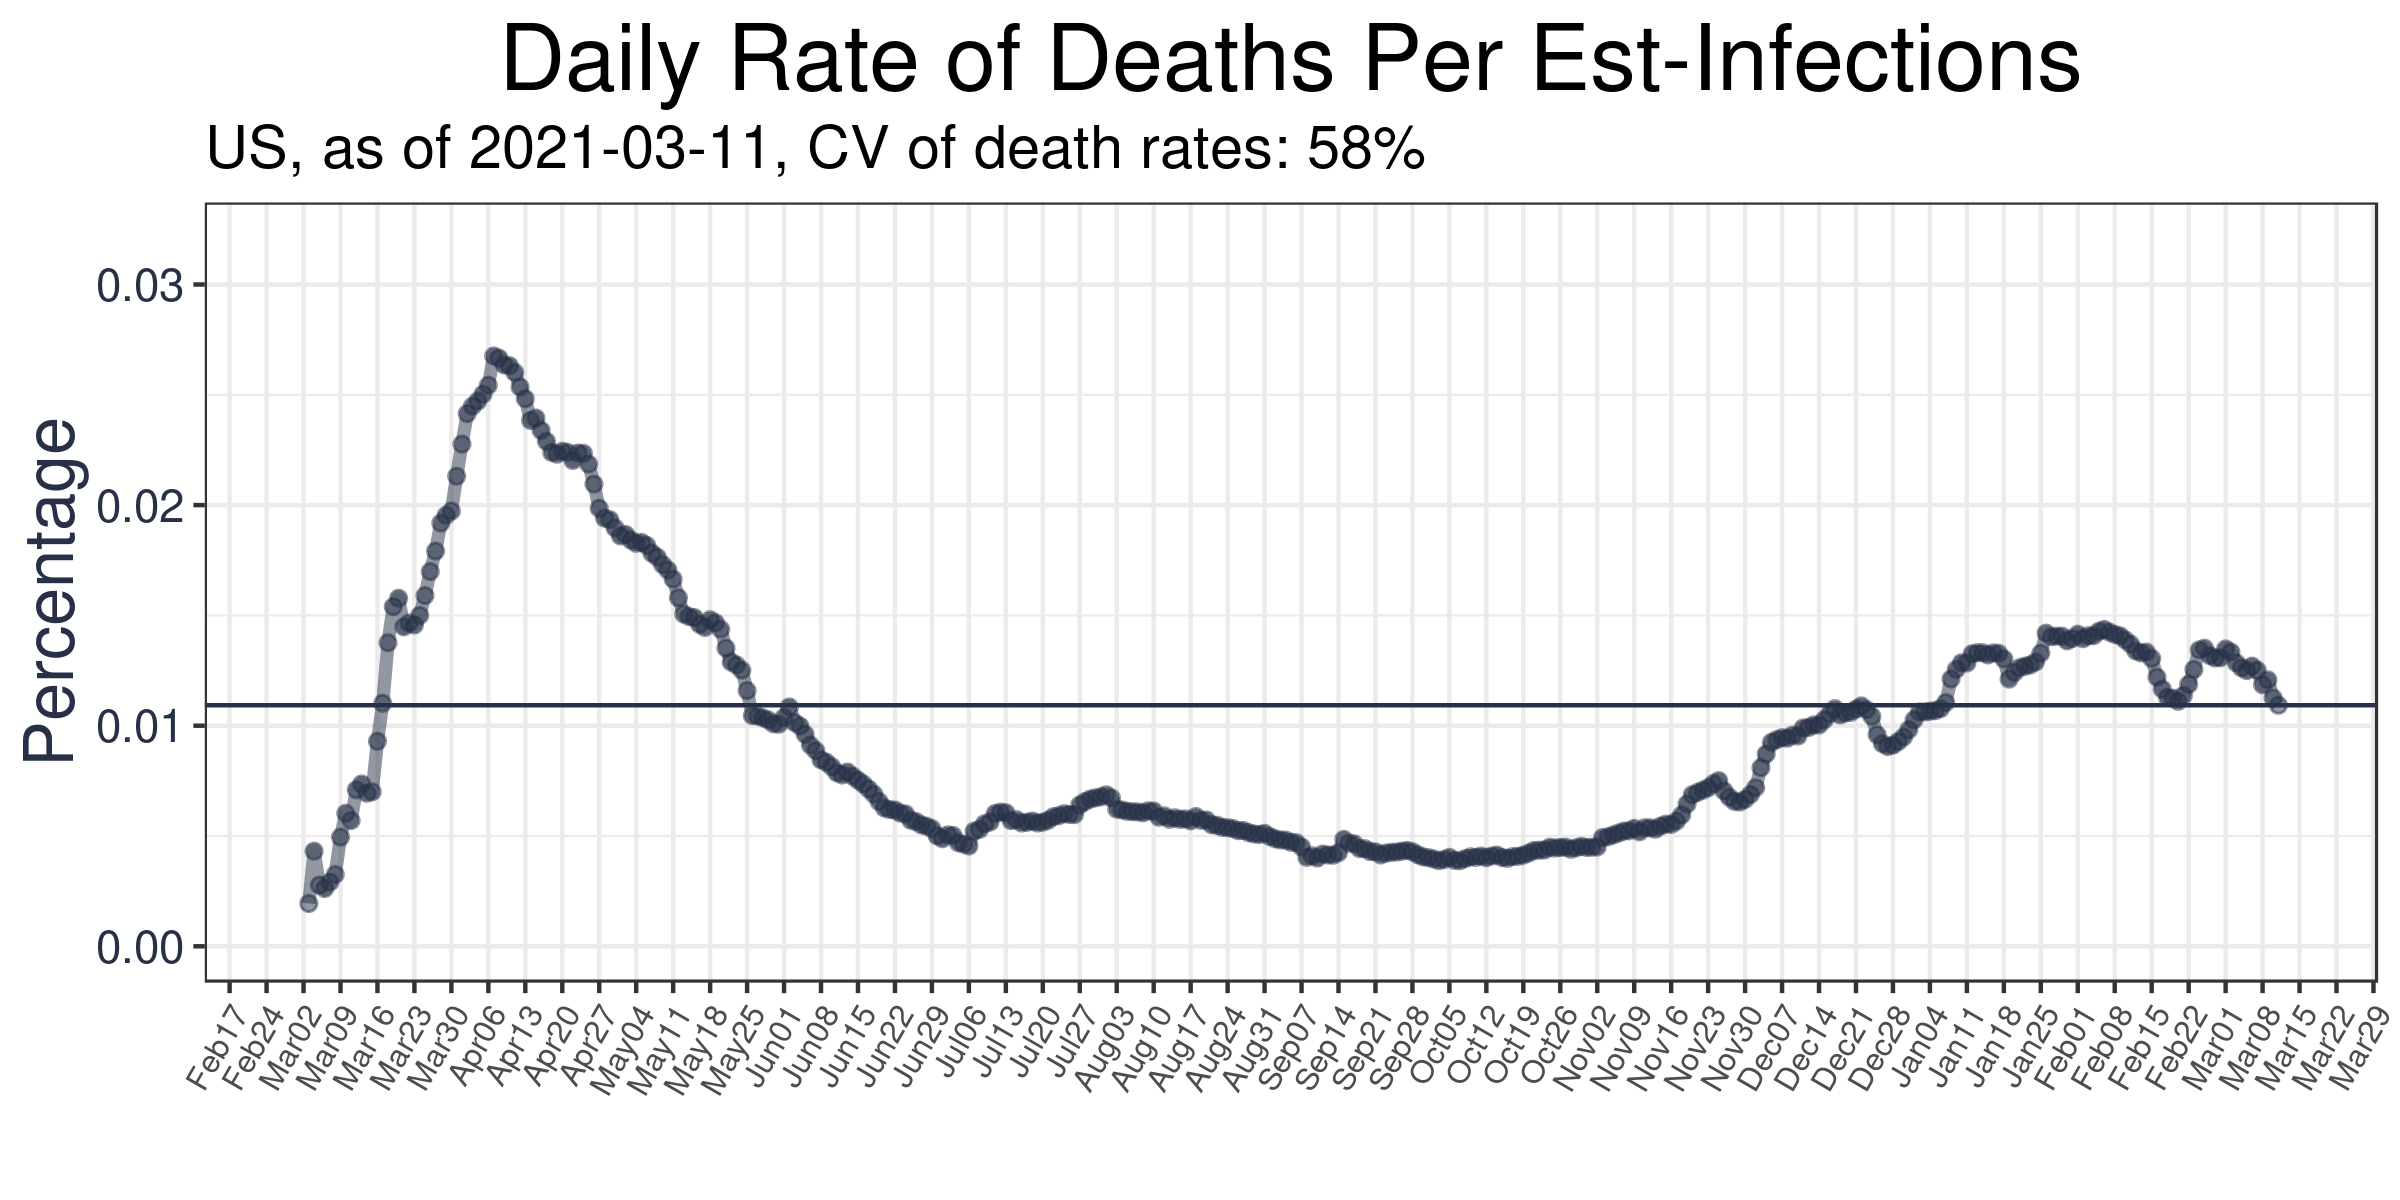 Daily Rate of Deaths Per Est-Infections
US, as of 2021-03-11, CV of death rates: 58%
Percentage
0.03
0.02
0.01
0.00
Feb17
Feb24
Mar02
Mar09
Mar16
Mar23
Mar30
Apr06
Apr13
Apr20
Apr27
May04
May11
May18
May25
Jun01
Jun08
Jun15
Jun22
Jun29
Jul06
Jul13
Jul20
Jul27
Aug03
Aug10
Aug17
Aug24
Aug31
Sep07
Sep14
Sep21
Sep28
Oct05
Oct12
Oct19
Oct26
Nov02
Nov09
Nov16
Nov23
Nov30
Dec07
Dec14
Dec21
Dec28
Jan04
Jan11
Jan18
Jan25
Feb01
Feb08
Feb15
Feb22
Mar01
Mar08
Mar15
Mar22
Mar29